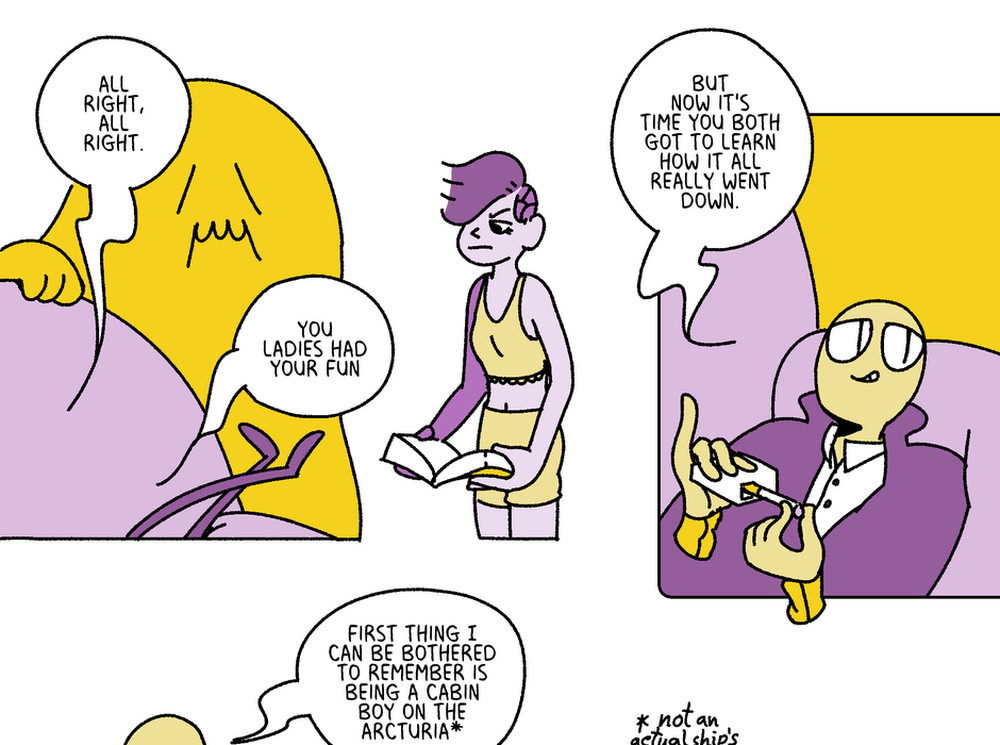 ALL
RIGHT,
ALL
RIGHT.
YOU
LADIES HAD
YOUR FUN
BUT
NOW IT'S
TIME YOU BOTH
GOT TO LEARN
HOW IT ALL
REALLY WENT
DOWN.
FIRST THING I
CAN BE BOTHERED
TO REMEMBER IS
BEING A CABIN
BOY ON THE
ARCTURIA*
* not an
actual ship's